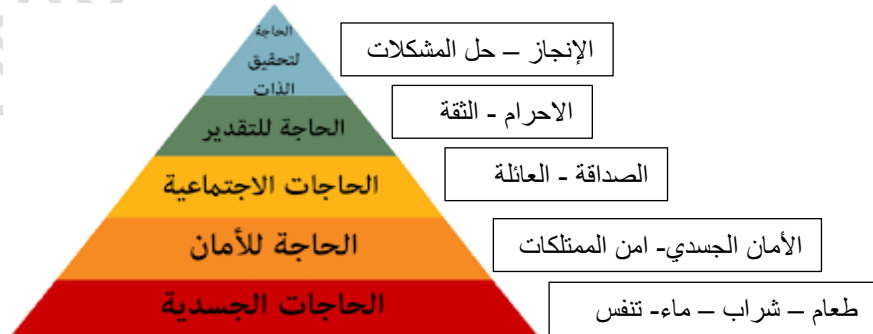 الحاجة
لتحقيق
الذات
الإنجاز – حل المشكلات
الحاجة للتقدير
الاحرام - الثقة
الحاجات الاجتماعية
الصداقة - العائلة
الحاجة للأمان
الأمان الجسدي- امن الممتلكات
الحاجات الجسدية
طعام – شراب – ماء- تنفس